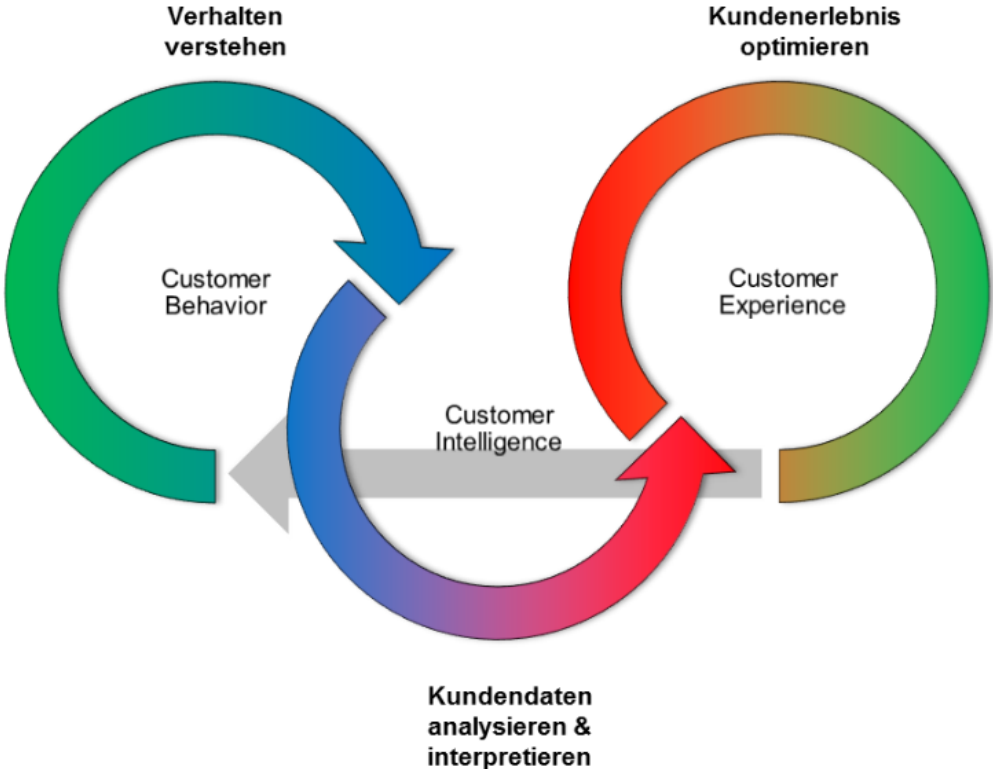 Verhalten
verstehen
Kundenerlebnis
optimieren
Customer
Behavior
Customer
Experience
Customer
Intelligence
Kundendaten
analysieren &
interpretieren